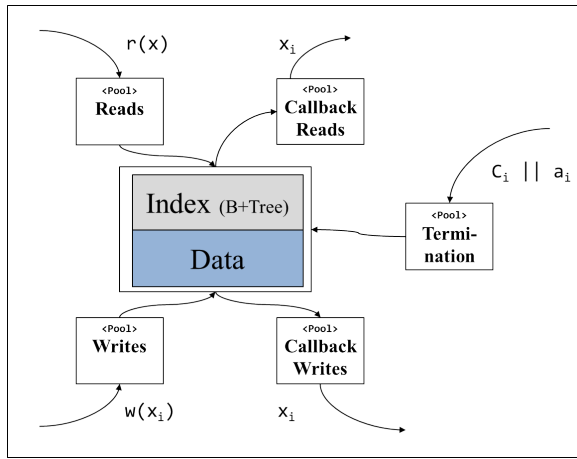 r(x)
xᵢ
<Pool>
Reads
<Pool>
Callback
Reads
Cᵢ || aᵢ
Index (B+Tree)
Data
<Pool>
Termi-
nation
<Pool>
Writes
<Pool>
Callback
Writes
w(xᵢ)
xᵢ